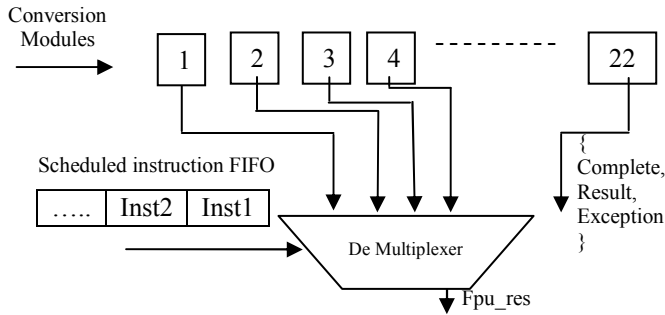 Conversion
Modules
1 2 3 4 22
Scheduled instruction FIFO
….. Inst2 Inst1
{
Complete,
Result,
Exception
}
De Multiplexer
Fpu_res